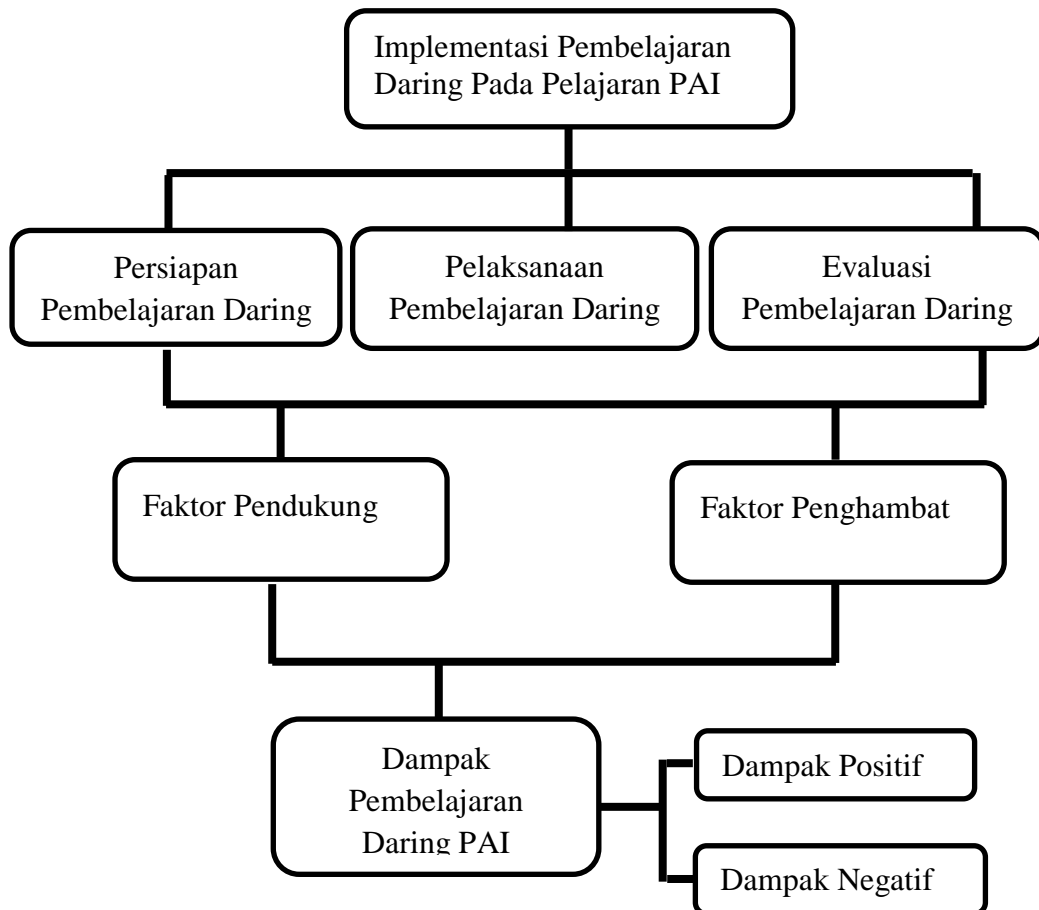 Implementasi Pembelajaran
Daring Pada Pelajaran PAI
Persiapan
Pembelajaran Daring
Pelaksanaan
Pembelajaran Daring
Evaluasi
Pembelajaran Daring
Faktor Pendukung
Faktor Penghambat
Dampak
Pembelajaran
Daring PAI
Dampak Positif
Dampak Negatif